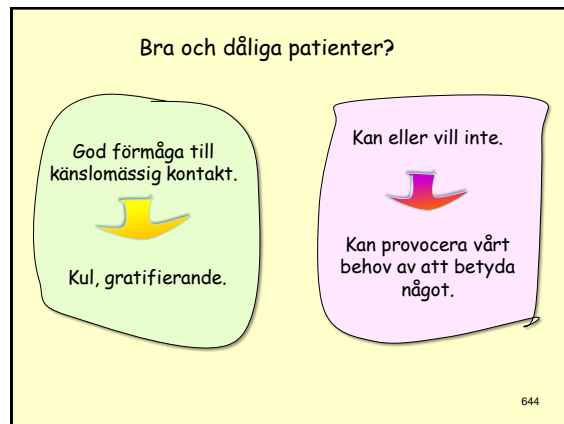 Bra och dåliga patienter?
God förmåga till
känslomässig kontakt.
Kul, gratifierande.
Kan eller vill inte.
Kan provocera vårt
behov av att betyda
något.
644